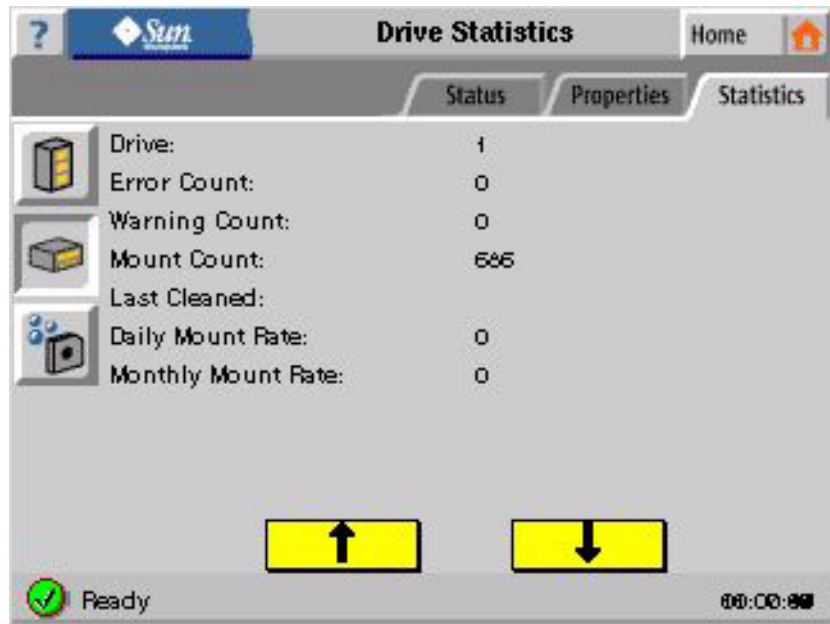 ? Sun Drive Statistics Home
Status Properties Statistics
Drive: 1
Error Count: 0
Warning Count: 0
Mount Count: 686
Last Cleaned:
Daily Mount Rate: 0
Monthly Mount Rate: 0
Ready